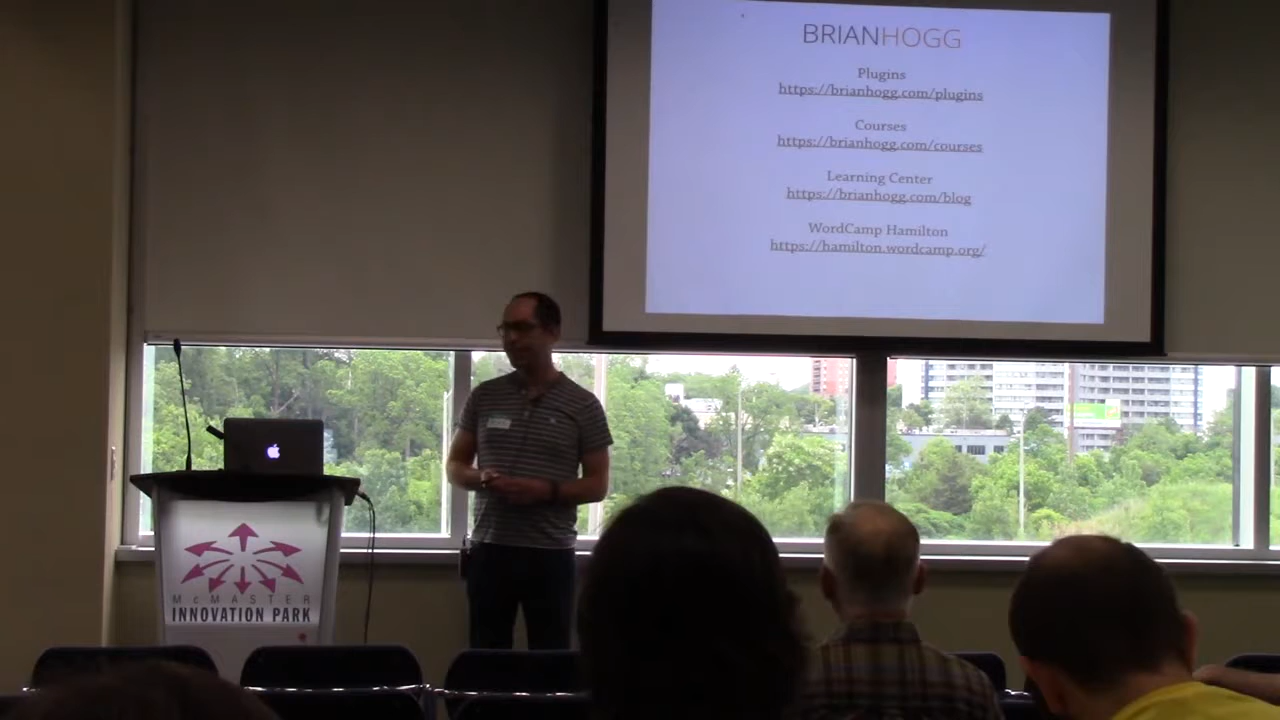 BRIANHOGG
Plugins
https://brianhogg.com/plugins
Courses
https://brianhogg.com/courses
Learning Center
https://brianhogg.com/blog
WordCamp Hamilton
https://hamilton.wordcamp.org/
McMASTER
INNOVATION PARK